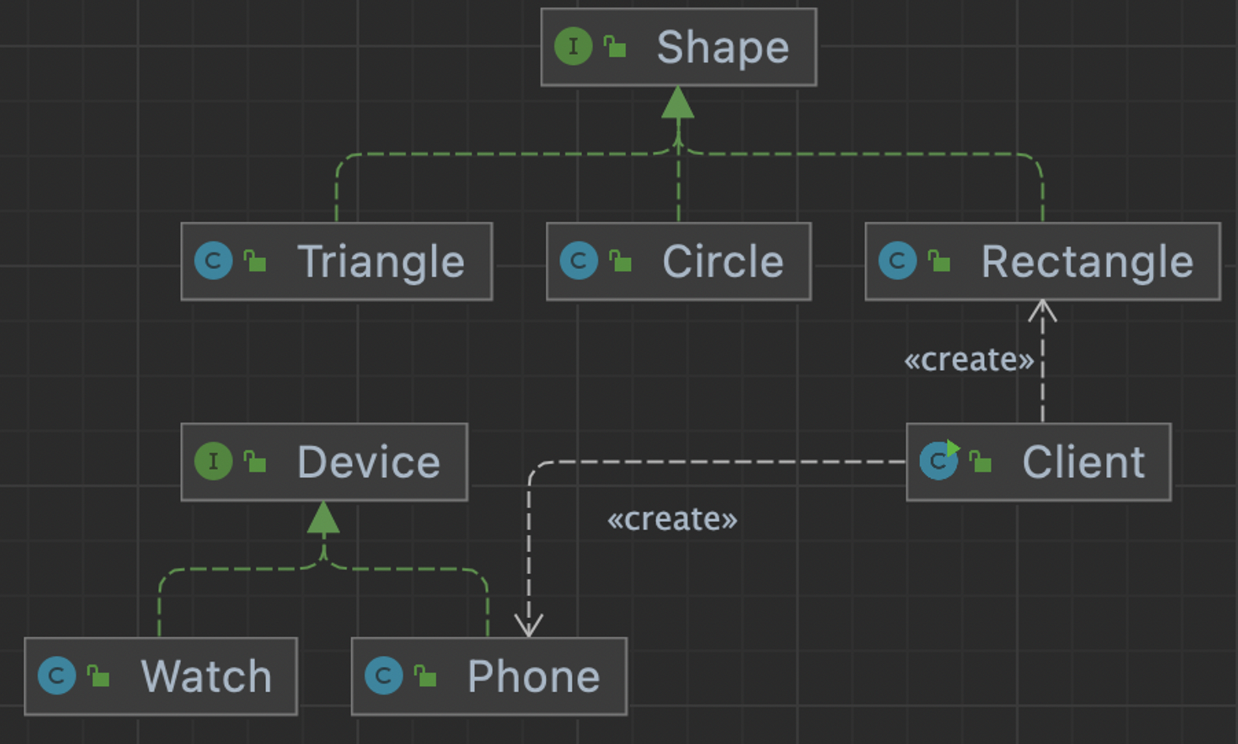 I Shape
C Triangle
C Circle
C Rectangle
«create»
I Device
C Client
«create»
C Watch
C Phone